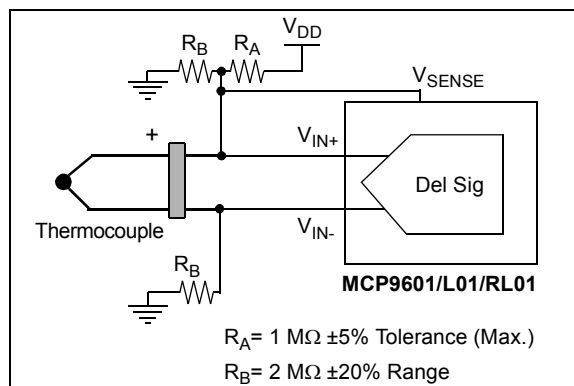 V_DD
R_B R_A
V_SENSE
+
V_IN+
Del Sig
Thermocouple
V_IN-
R_B
MCP9601/L01/RL01
R_A= 1 MΩ ±5% Tolerance (Max.)
R_B= 2 MΩ ±20% Range